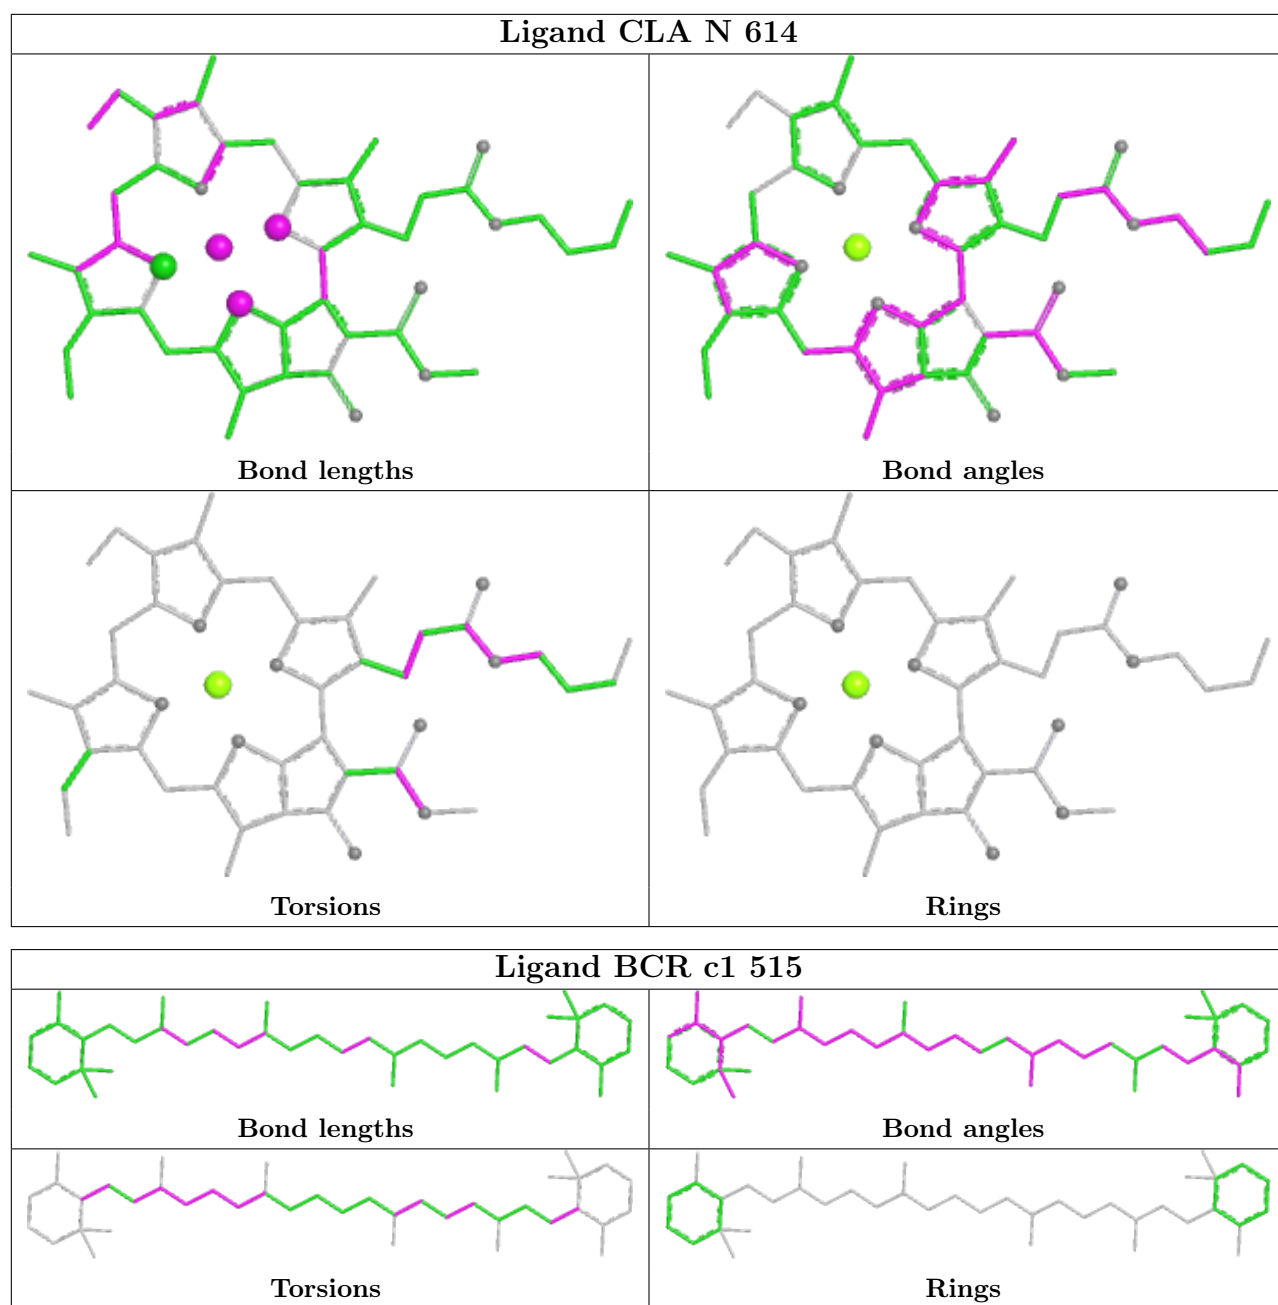 Ligand CLA N 614
Bond lengths
Bond angles
Torsions
Rings
Ligand BCR c1 515
Bond lengths
Bond angles
Torsions
Rings